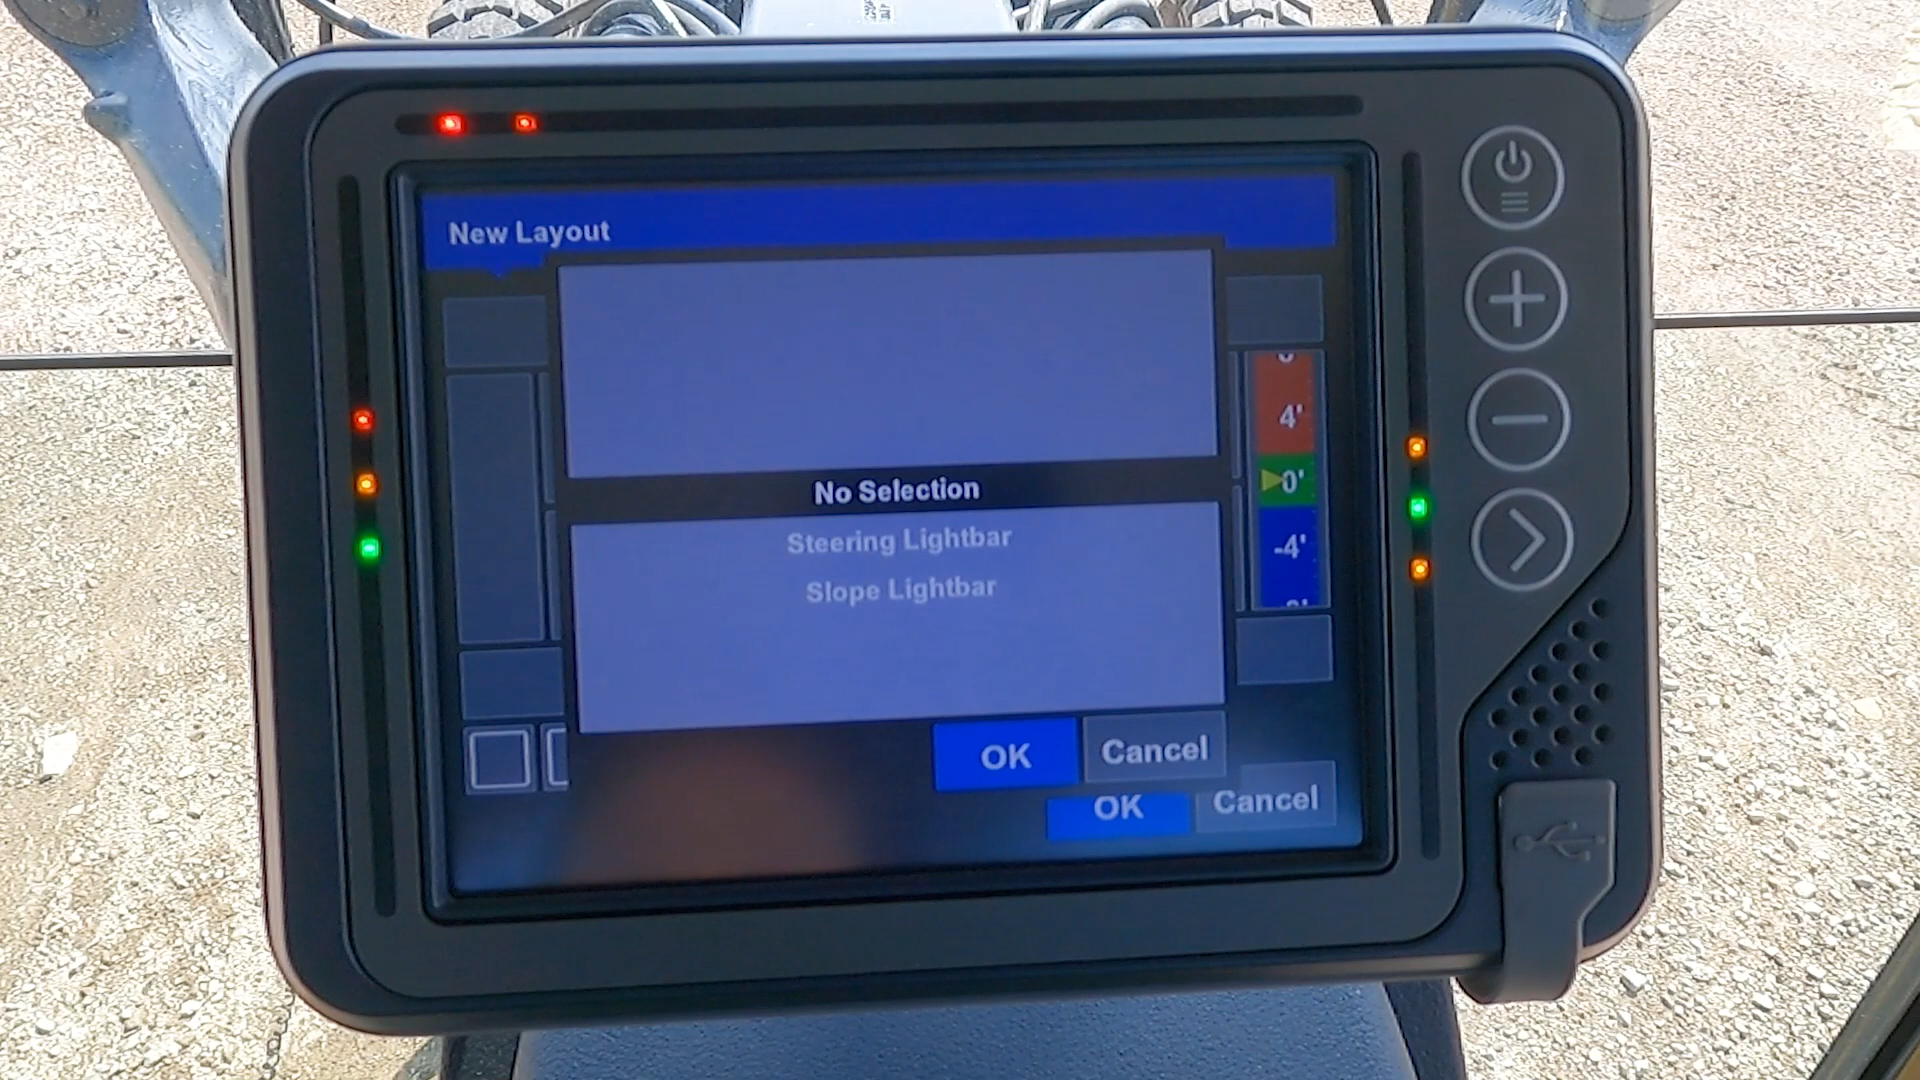 New Layout
4'
0'
-4'
No Selection
Steering Lightbar
Slope Lightbar
OK
Cancel
OK
Cancel